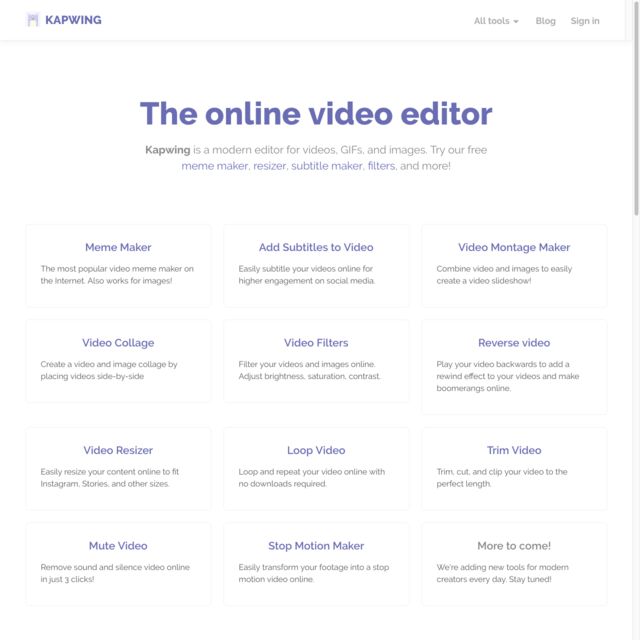 KAPWING
All tools
Blog
Sign in
The online video editor
Kapwing is a modern editor for videos, GIFs, and images. Try our free
meme maker, resizer, subtitle maker, filters, and more!
Meme Maker
The most popular video meme maker on
the Internet. Also works for images!
Add Subtitles to Video
Easily subtitle your videos online for
higher engagement on social media.
Video Montage Maker
Combine video and images to easily
create a video slideshow!
Video Collage
Create a video and image collage by
placing videos side-by-side
Video Filters
Filter your videos and images online.
Adjust brightness, saturation, contrast.
Reverse video
Play your video backwards to add a
rewind effect to your videos and make
boomerangs online.
Video Resizer
Easily resize your content online to fit
Instagram, Stories, and other sizes.
Loop Video
Loop and repeat your video online with
no downloads required.
Trim Video
Trim, cut, and clip your video to the
perfect length.
Mute Video
Remove sound and silence video online
in just 3 clicks!
Stop Motion Maker
Easily transform your footage into a stop
motion video online.
More to come!
We're adding new tools for modern
creators every day. Stay tuned!